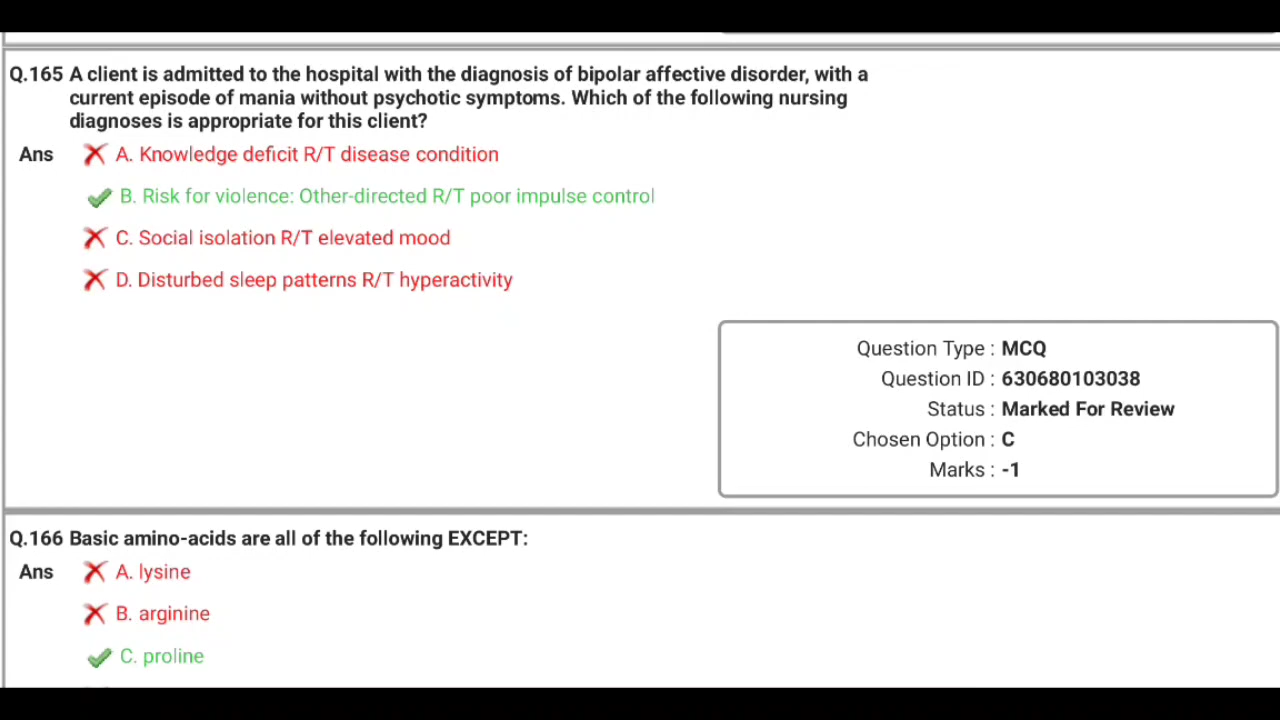 Q.165 A client is admitted to the hospital with the diagnosis of bipolar affective disorder, with a
current episode of mania without psychotic symptoms. Which of the following nursing
diagnoses is appropriate for this client?
Ans A. Knowledge deficit R/T disease condition
B. Risk for violence: Other-directed R/T poor impulse control
C. Social isolation R/T elevated mood
D. Disturbed sleep patterns R/T hyperactivity
Question Type : MCQ
Question ID : 630680103038
Status : Marked For Review
Chosen Option : C
Marks : -1
Q.166 Basic amino-acids are all of the following EXCEPT:
Ans A. lysine
B. arginine
C. proline